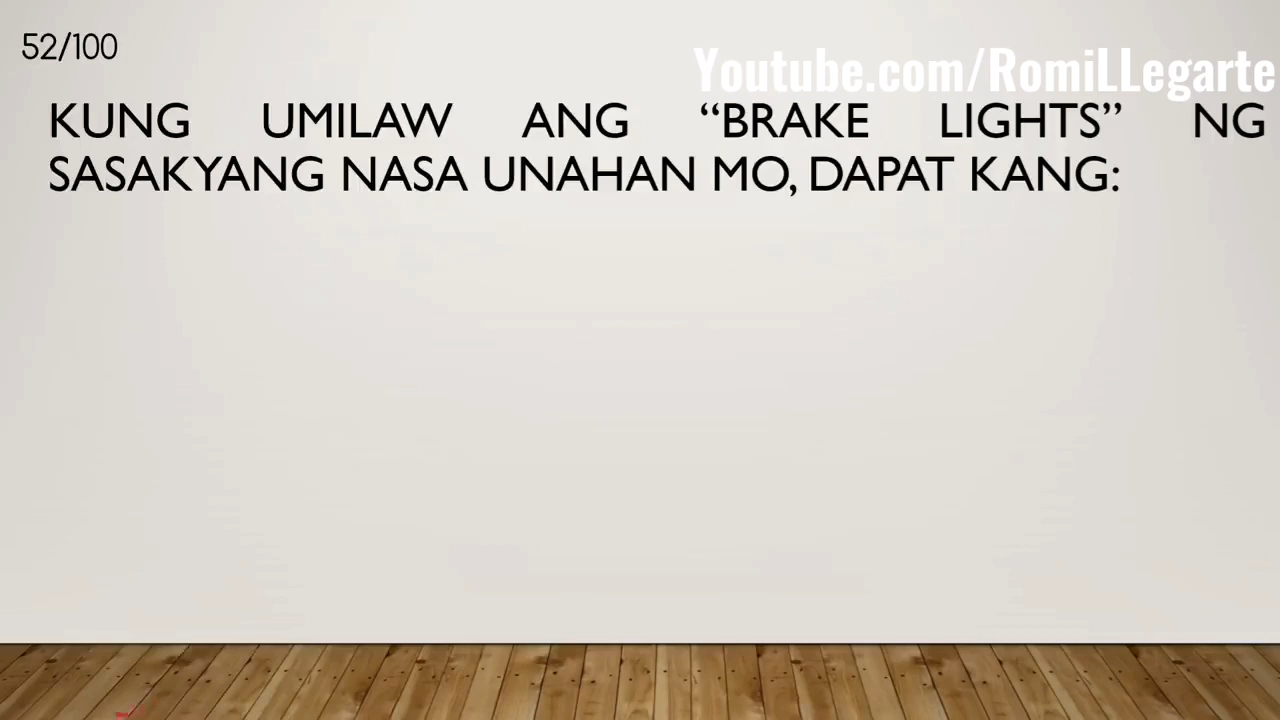 52/100
Youtube.com/RomiLLegarte
KUNG UMILAW ANG “BRAKE LIGHTS” NG
SASAKYANG NASA UNAHAN MO, DAPAT KANG: